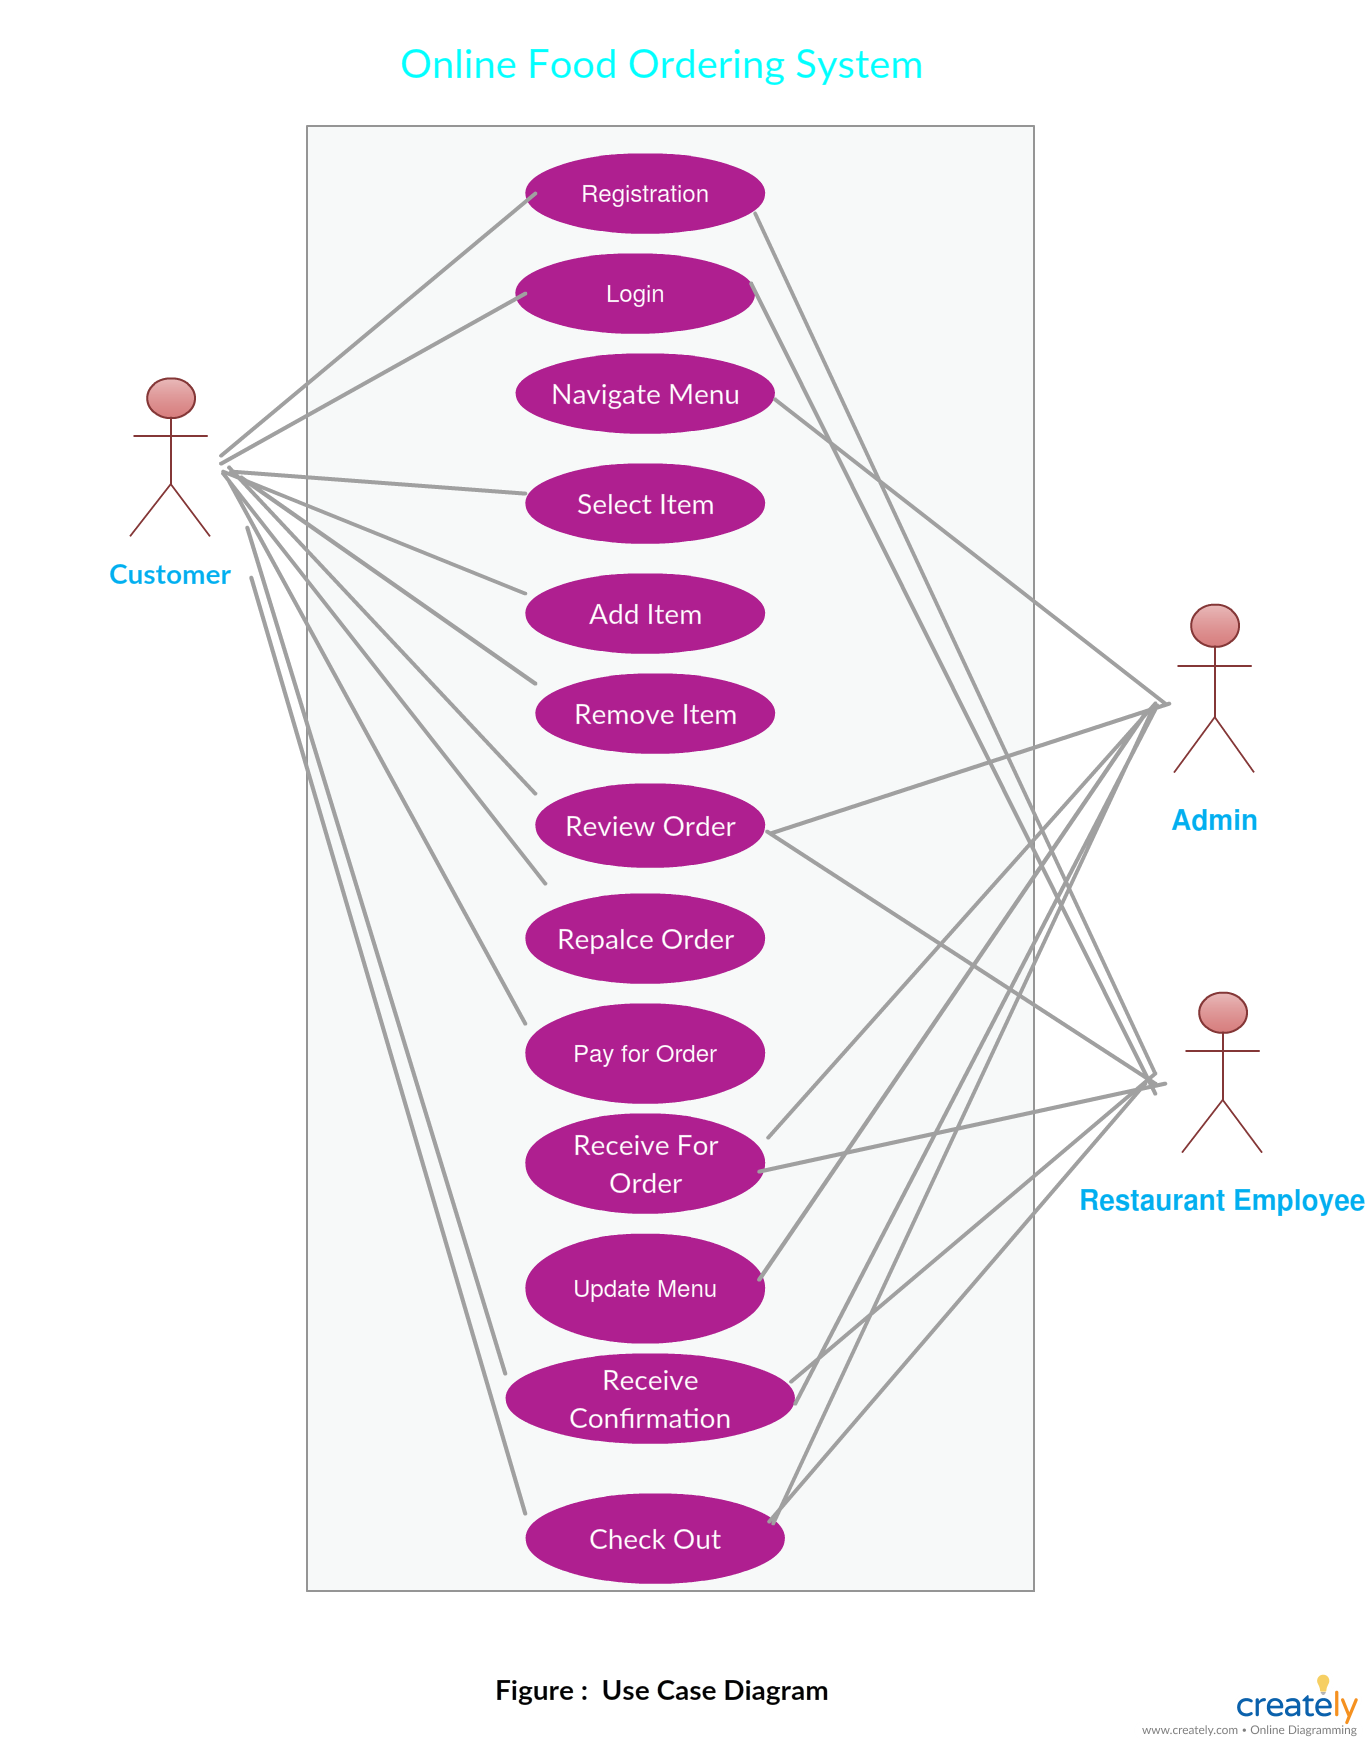 Online Food Ordering System
Registration
Login
Navigate Menu
Select Item
Customer
Add Item
Remove Item
Admin
Review Order
Repalce Order
Pay for Order
Receive For
Order
Restaurant Employee
Update Menu
Receive
Confirmation
Check Out
Figure :  Use Case Diagram
creately
www.creately.com • Online Diagramming